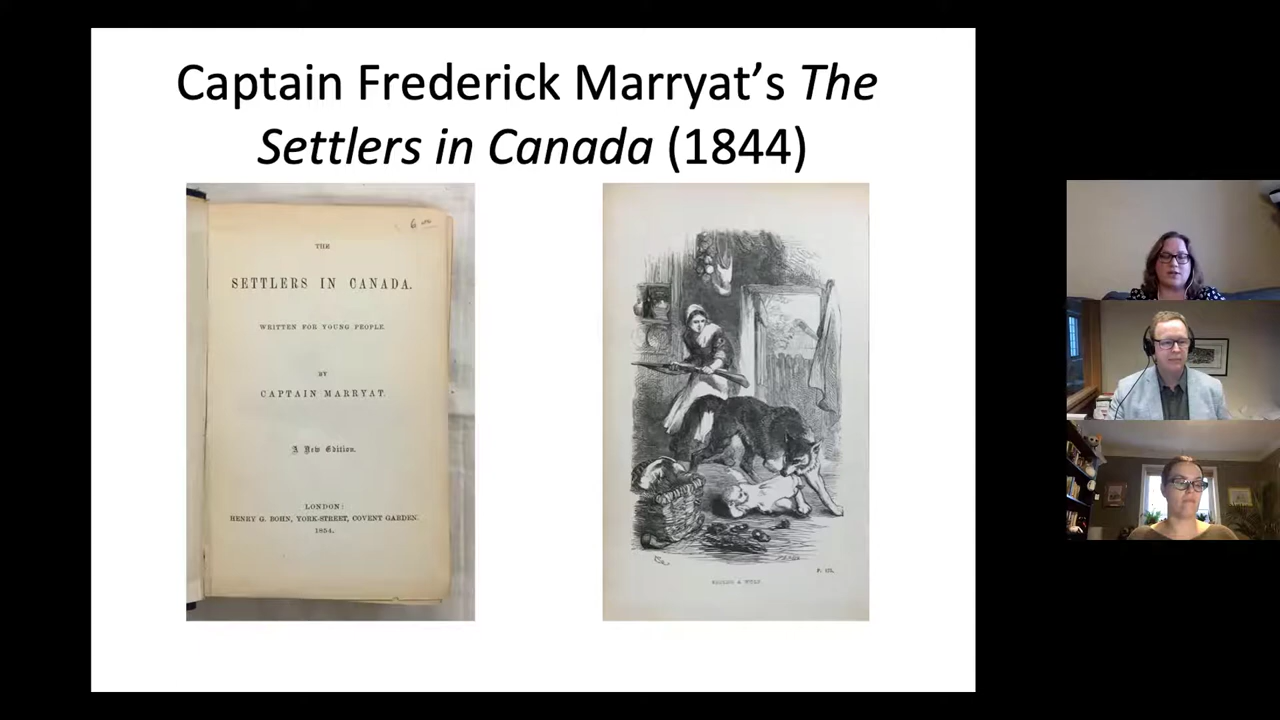 Captain Frederick Marryat’s The
Settlers in Canada (1844)
THE
SETTLERS IN CANADA.
WRITTEN FOR YOUNG PEOPLE.
BY
CAPTAIN MARRYAT.
A New Edition.
LONDON:
HENRY G. BOHN, YORK-STREET, COVENT GARDEN.
1854.